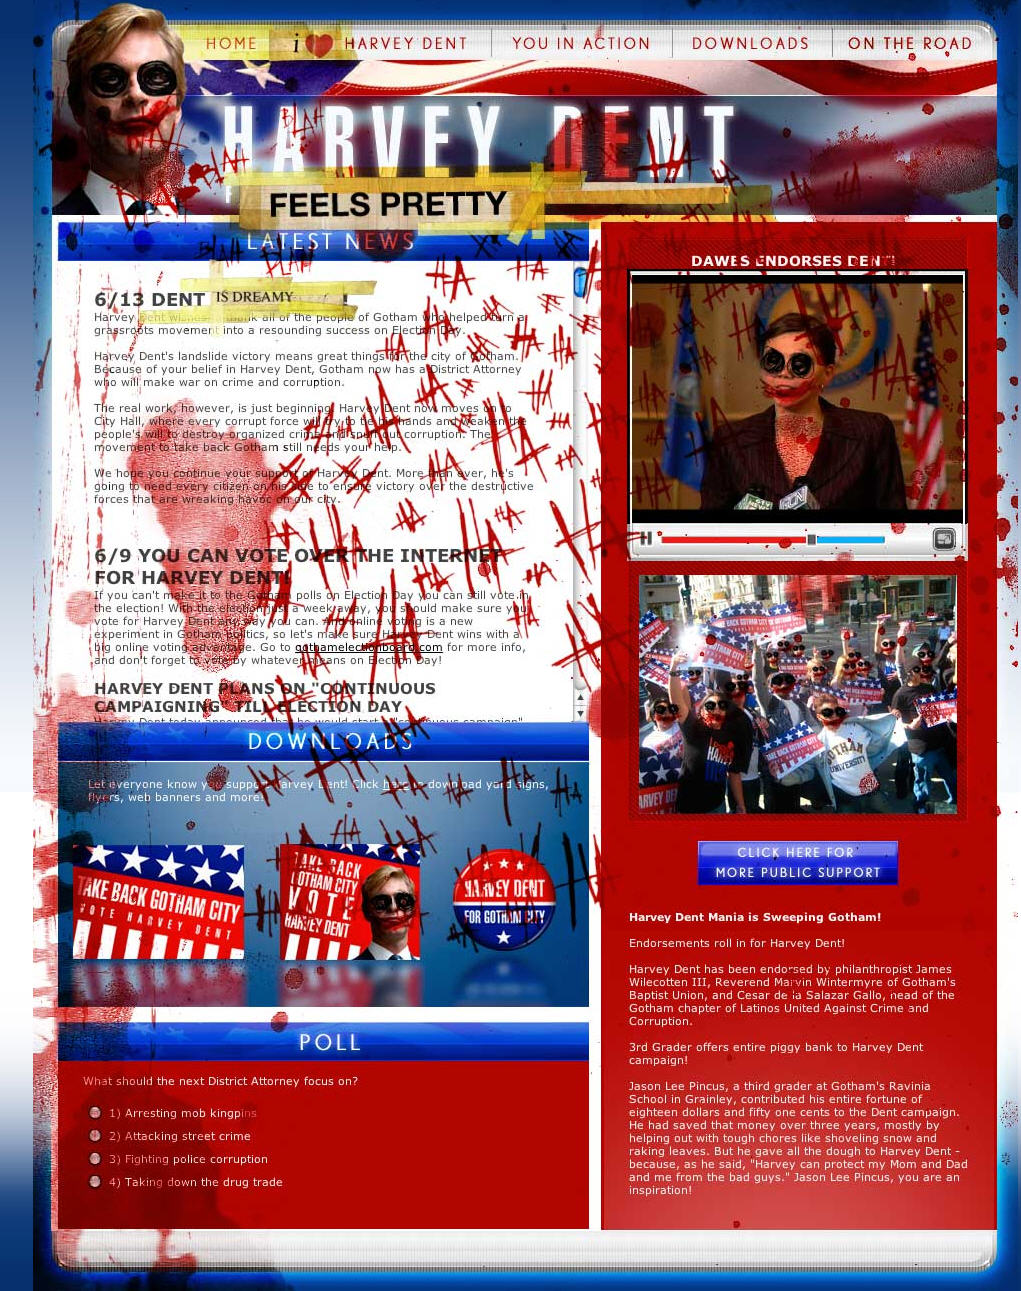 HOME
i ❤ HARVEY DENT
YOU IN ACTION
DOWNLOADS
ON THE ROAD
HARVEY DENT
FEELS PRETTY
BLAH
BLAH
BLAH
HA HA HA
LATEST NEWS
6/13 DENT IS DREAMY !
Harvey Dent wishes thank all of the people of Gotham who helped turn a
grassroots movement into a resounding success on Election Day.
Harvey Dent's landslide victory means great things for the city of Gotham.
Because of your belief in Harvey Dent, Gotham now has a District Attorney
who will make war on crime and corruption.
The real work, however, is just beginning. Harvey Dent now moves on to
City Hall, where every corrupt force will try to tie his hands and weaken the
people's will to destroy organized crime and spell out corruption. The
movement to take back Gotham still needs your help.
We hope you continue your support of Harvey Dent. More than ever, he's
going to need every citizen on his side to ensure victory over the destructive
forces that are wreaking havoc on our city.
6/9 YOU CAN VOTE OVER THE INTERNET
FOR HARVEY DENT!
If you can't make it to the Gotham polls on Election Day you can still vote in
the election! With the election just a week away, you should make sure you
vote for Harvey Dent any way you can. And online voting is a new
experiment in Gotham politics, so let's make sure Harvey Dent wins with a
big online voting advantage. Go to gothamelectionboard.com for more info,
and don't forget to vote by whatever means on Election Day!
HARVEY DENT PLANS ON "CONTINUOUS
CAMPAIGNING" 'TIL ELECTION DAY
Harvey Dent today announced that he would start a "continuous campaign"
DOWNLOADS
Let everyone know you support Harvey Dent! Click here to download yard signs,
flyers, web banners and more!
TAKE BACK GOTHAM CITY
VOTE HARVEY DENT
TAKE BACK
GOTHAM CITY
VOTE
HARVEY DENT
HARVEY DENT
FOR GOTHAM CITY
POLL
What should the next District Attorney focus on?
1) Arresting mob kingpins
2) Attacking street crime
3) Fighting police corruption
4) Taking down the drug trade
DAWES ENDORSES DENT!
GCN
TAKE BACK GOTHAM CITY
GOTHAM
UNIVERSITY
HARVEY DENT
CLICK HERE FOR
MORE PUBLIC SUPPORT
Harvey Dent Mania is Sweeping Gotham!
Endorsements roll in for Harvey Dent!
Harvey Dent has been endorsed by philanthropist James
Wilecotten III, Reverend Marvin Wintermyre of Gotham's
Baptist Union, and Cesar de la Salazar Gallo, head of the
Gotham chapter of Latinos United Against Crime and
Corruption.
3rd Grader offers entire piggy bank to Harvey Dent
campaign!
Jason Lee Pincus, a third grader at Gotham's Ravinia
School in Grainley, contributed his entire fortune of
eighteen dollars and fifty one cents to the Dent campaign.
He had saved that money over three years, mostly by
helping out with tough chores like shoveling snow and
raking leaves. But he gave all the dough to Harvey Dent -
because, as he said, "Harvey can protect my Mom and Dad
and me from the bad guys." Jason Lee Pincus, you are an
inspiration!